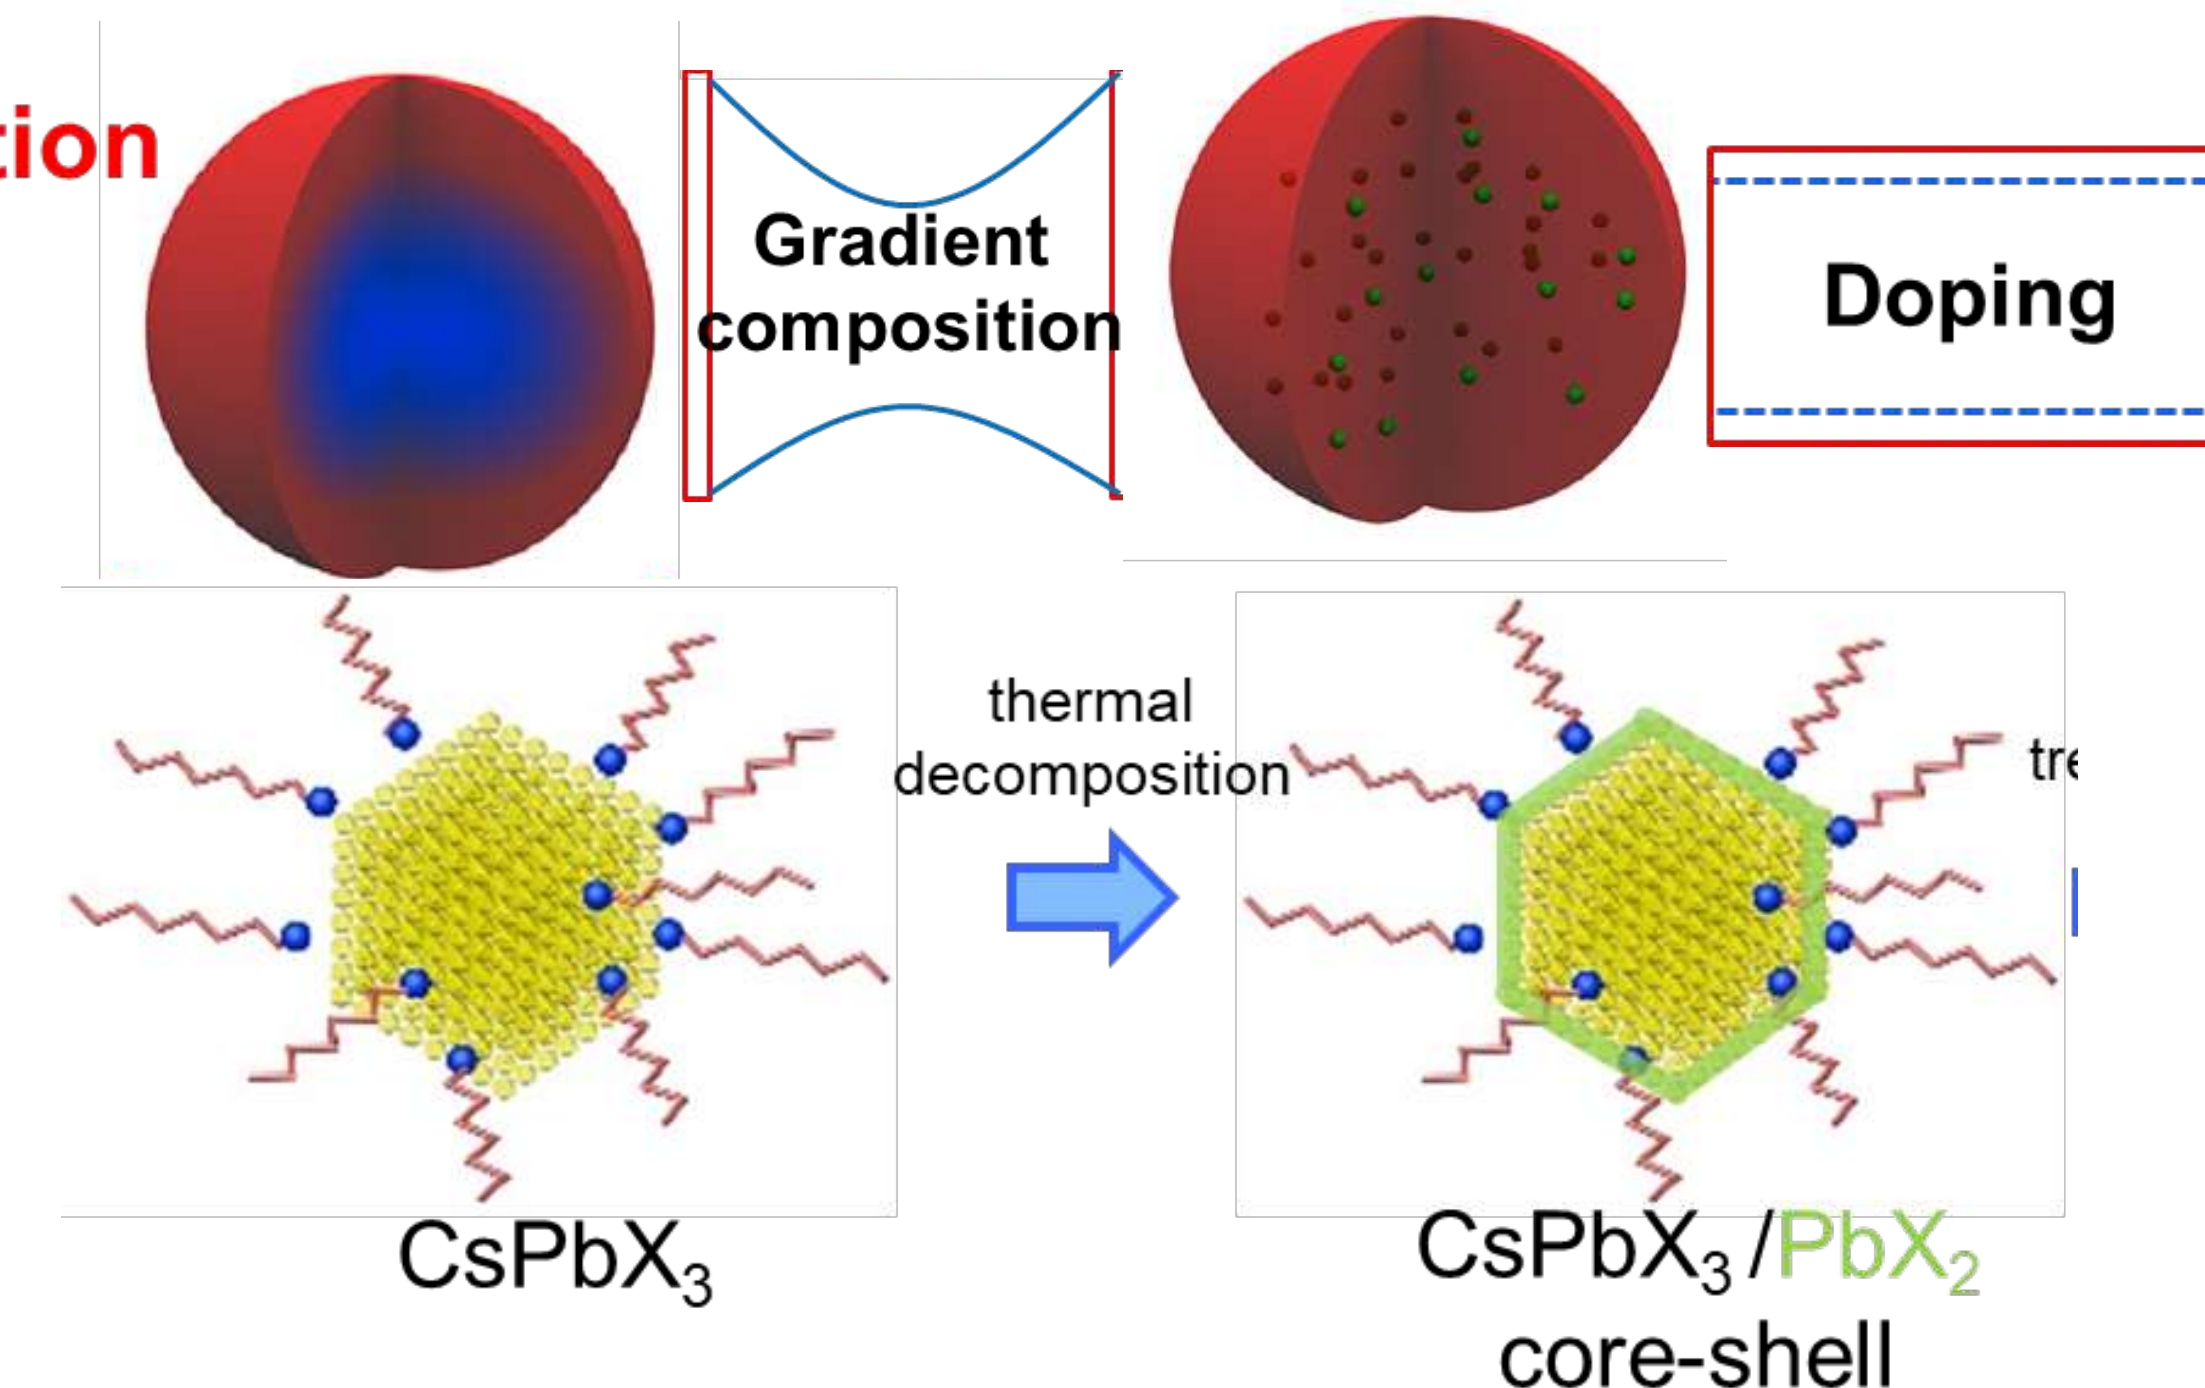 tion
Gradient
composition
Doping
thermal
decomposition
CsPbX₃
CsPbX₃ /PbX₂
core-shell